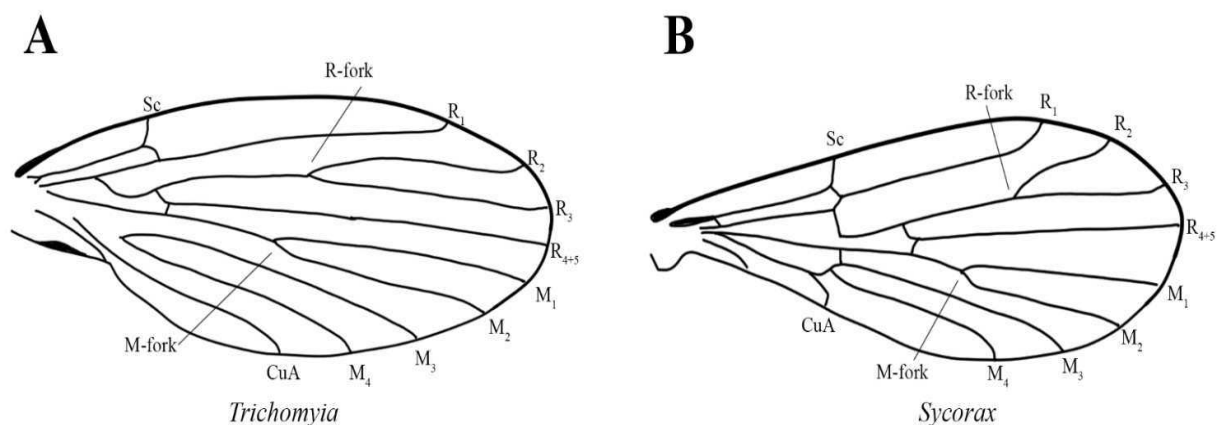 A
R-fork
Sc
R₁
R₂
R₃
R₄₊₅
M₁
M₂
M₃
M₄
CuA
M-fork
Trichomyia
B
R-fork
Sc
R₁
R₂
R₃
R₄₊₅
M₁
M₂
M₃
M₄
CuA
M-fork
Sycorax